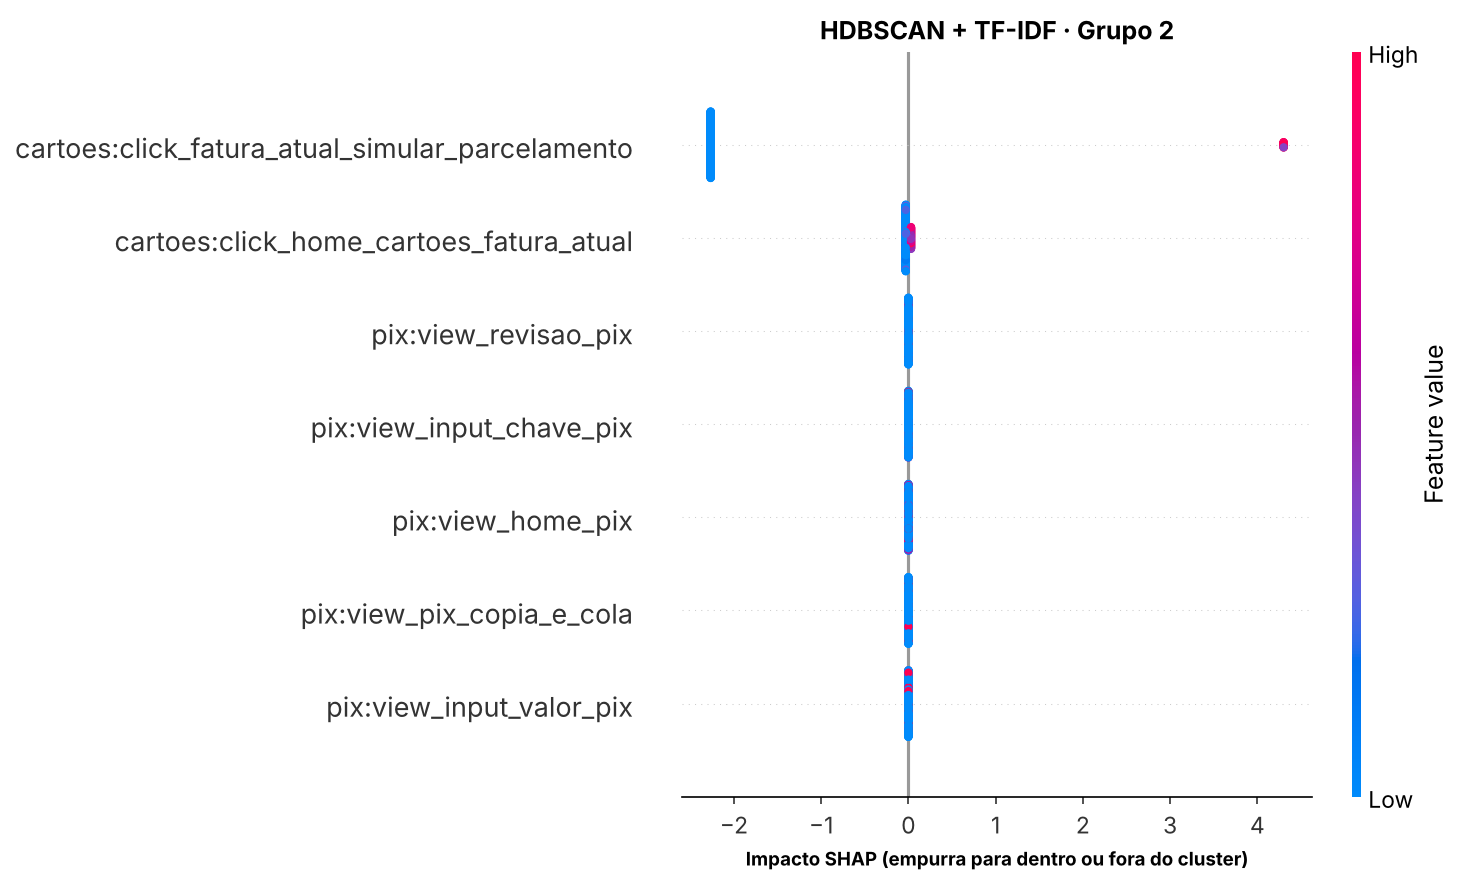 HDBSCAN + TF-IDF · Grupo 2
High
cartoes:click_fatura_atual_simular_parcelamento
cartoes:click_home_cartoes_fatura_atual
pix:view_revisao_pix
pix:view_input_chave_pix
pix:view_home_pix
pix:view_pix_copia_e_cola
pix:view_input_valor_pix
Feature value
Low
−2 −1 0 1 2 3 4
Impacto SHAP (empurra para dentro ou fora do cluster)